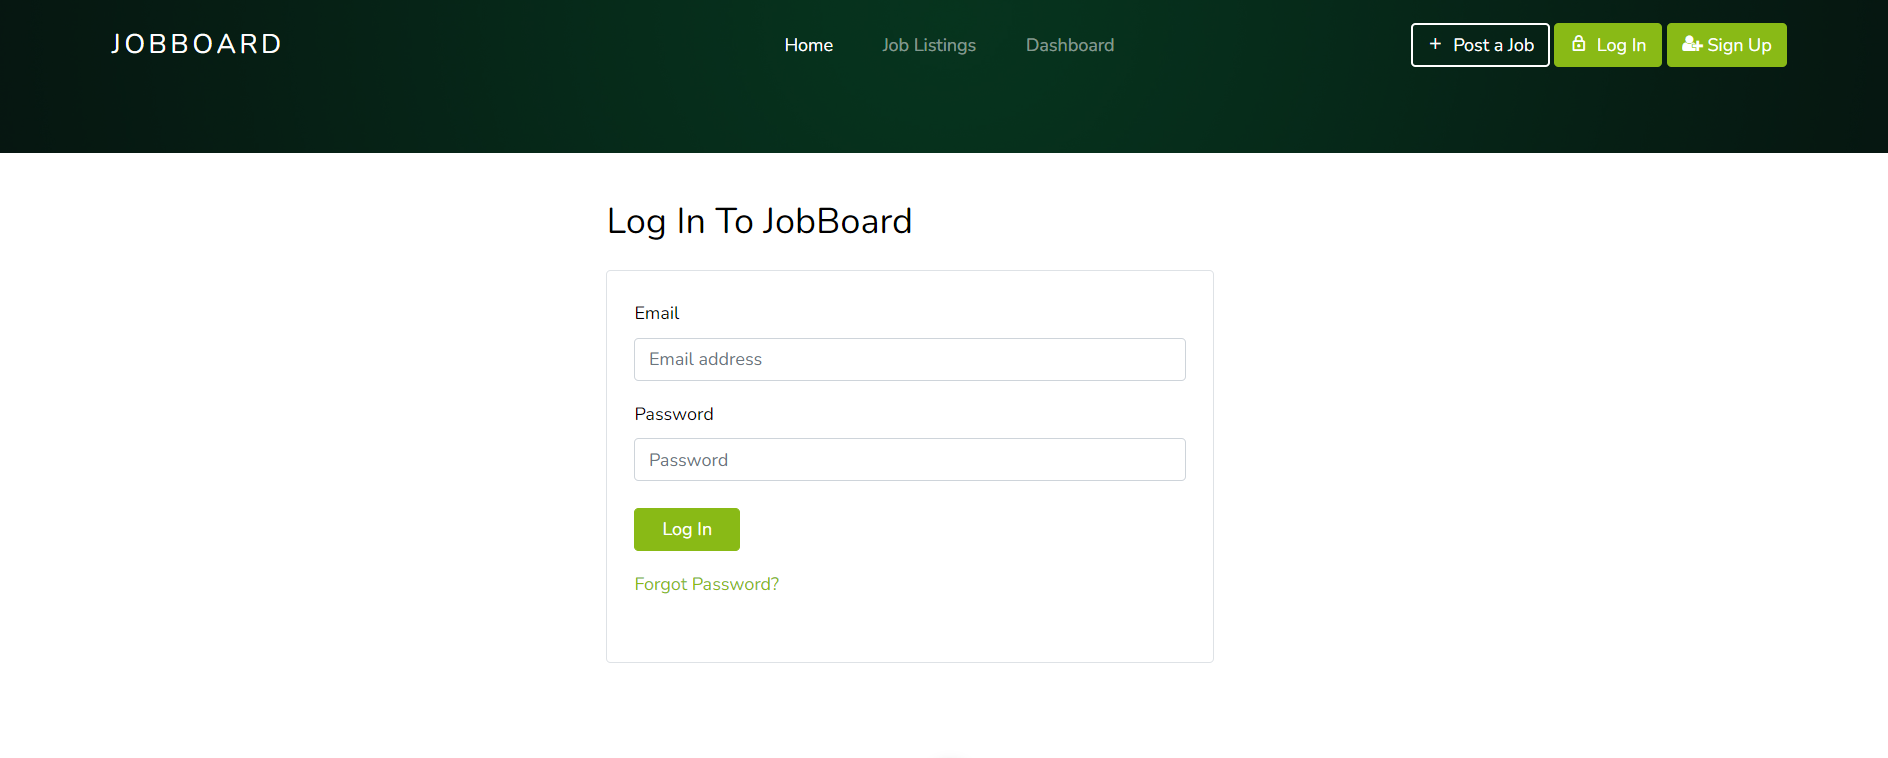 JOBBOARD
Home Job Listings Dashboard
+ Post a Job Log In Sign Up
Log In To JobBoard
Email
Email address
Password
Password
Log In
Forgot Password?